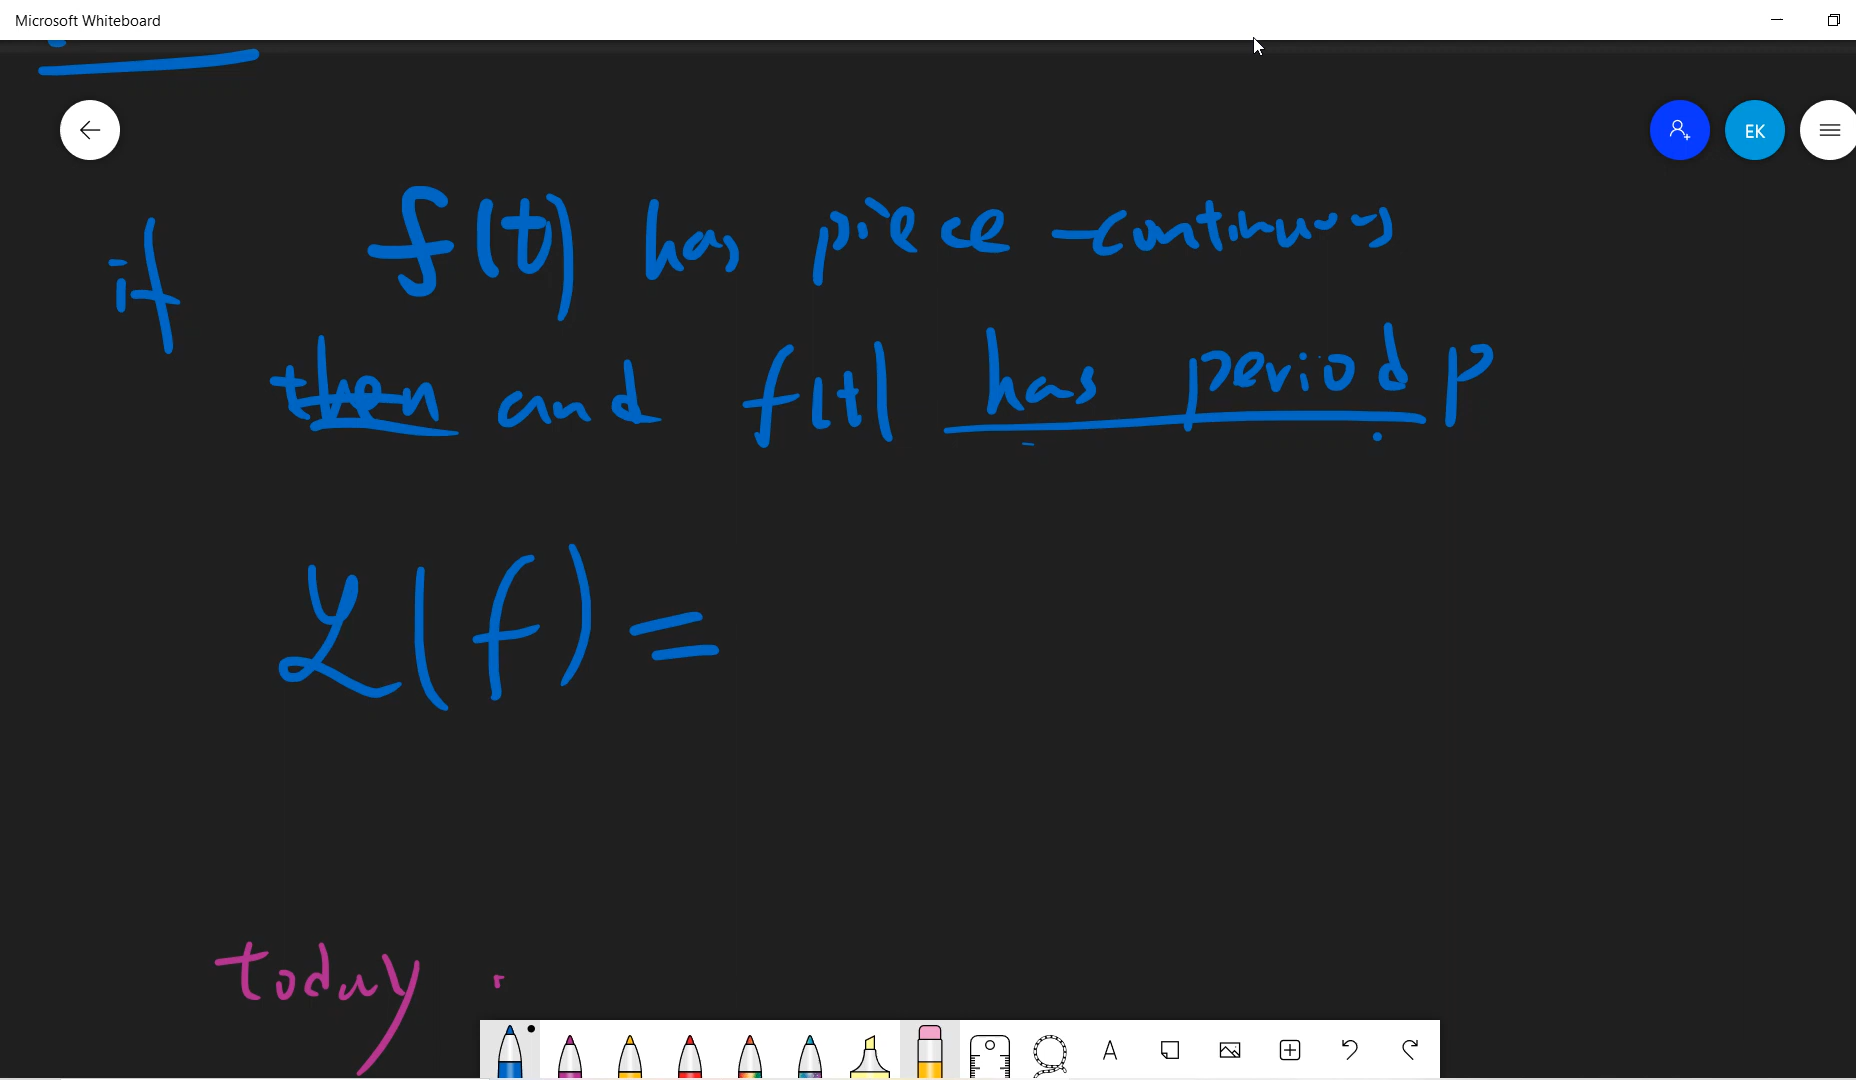 Microsoft Whiteboard
EK
if f(t) has piece-continuous
then and f(t) has period p
ℒ(f) =
today
A